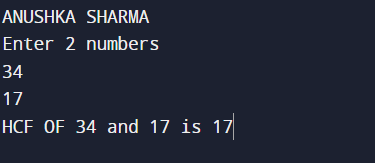 ANUSHKA SHARMA
Enter 2 numbers
34
17
HCF OF 34 and 17 is 17